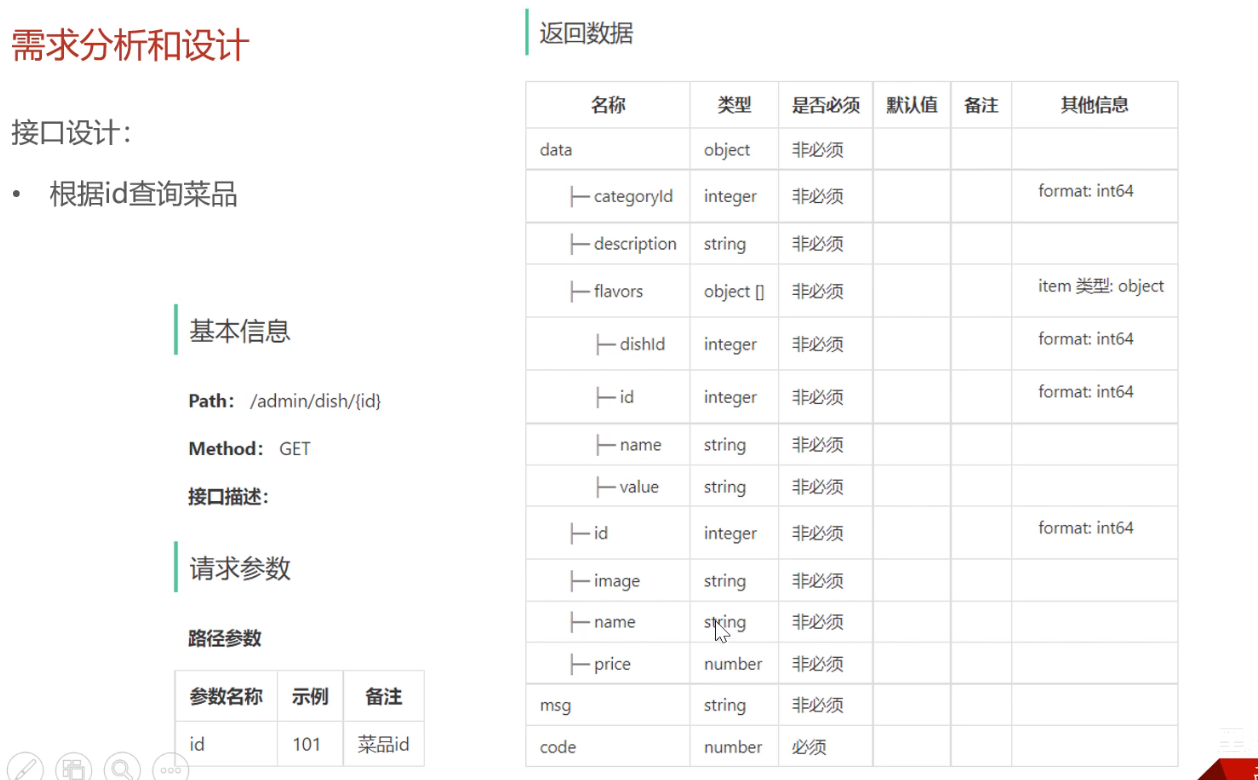 需求分析和设计
接口设计：
• 根据id查询菜品
基本信息
Path： /admin/dish/{id}
Method： GET
接口描述：
请求参数
路径参数
参数名称 示例 备注
id 101 菜品id
返回数据
名称 类型 是否必须 默认值 备注 其他信息
data object 非必须
├─ categoryId integer 非必须 format: int64
├─ description string 非必须
├─ flavors object [] 非必须 item 类型: object
├─ dishId integer 非必须 format: int64
├─ id integer 非必须 format: int64
├─ name string 非必须
├─ value string 非必须
├─ id integer 非必须 format: int64
├─ image string 非必须
├─ name string 非必须
├─ price number 非必须
msg string 非必须
code number 必须